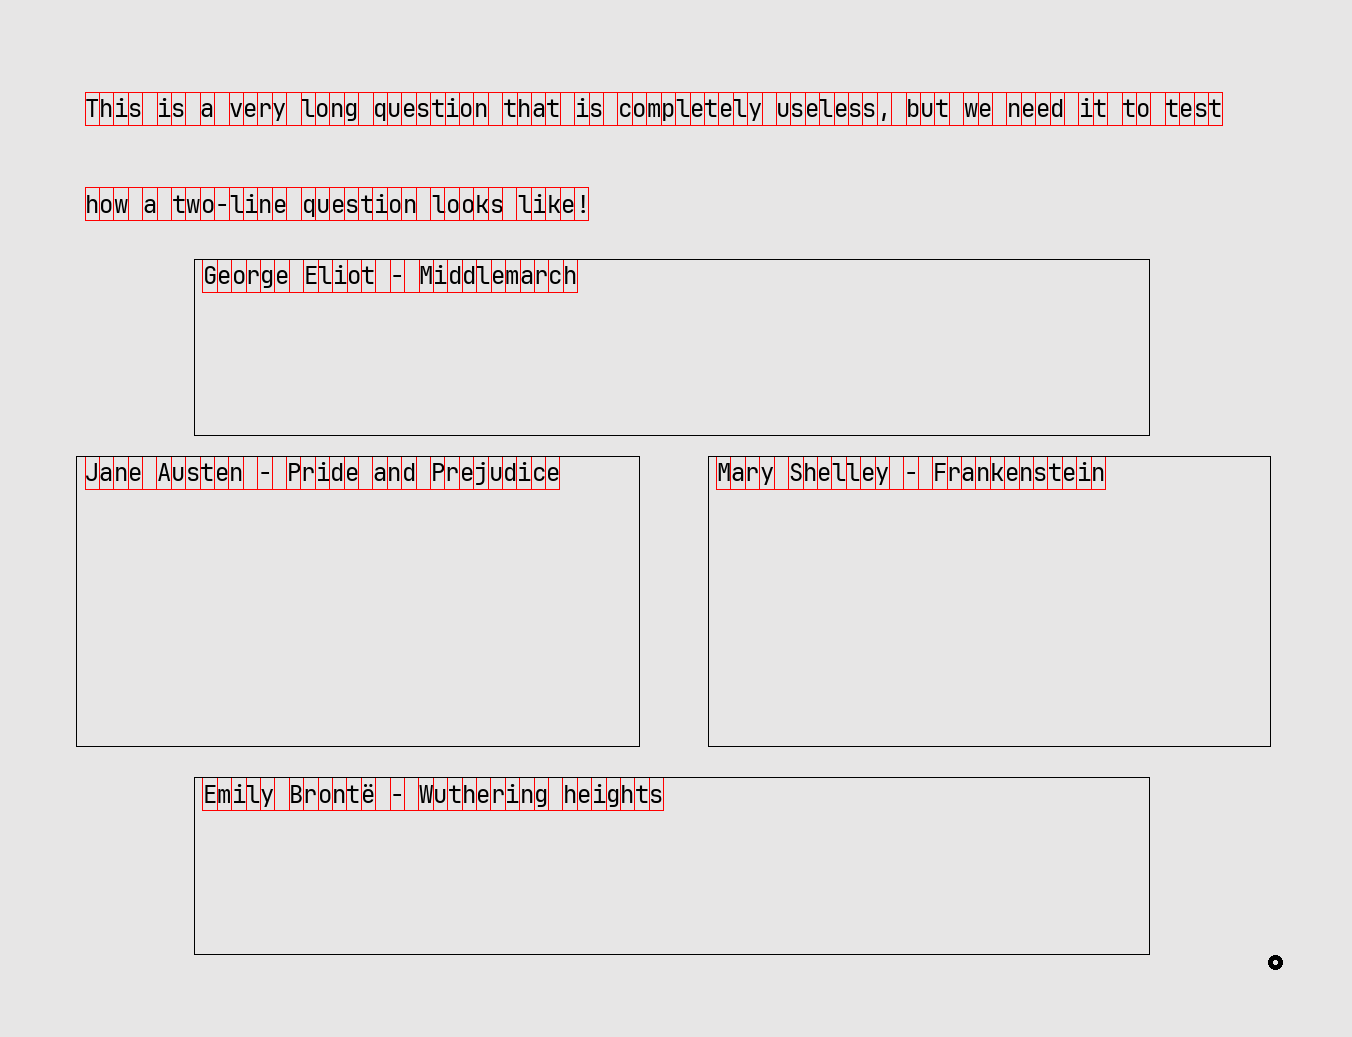 This is a very long question that is completely useless, but we need it to test
how a two-line question looks like!
George Eliot - Middlemarch
Jane Austen - Pride and Prejudice
Mary Shelley - Frankenstein
Emily Brontë - Wuthering heights